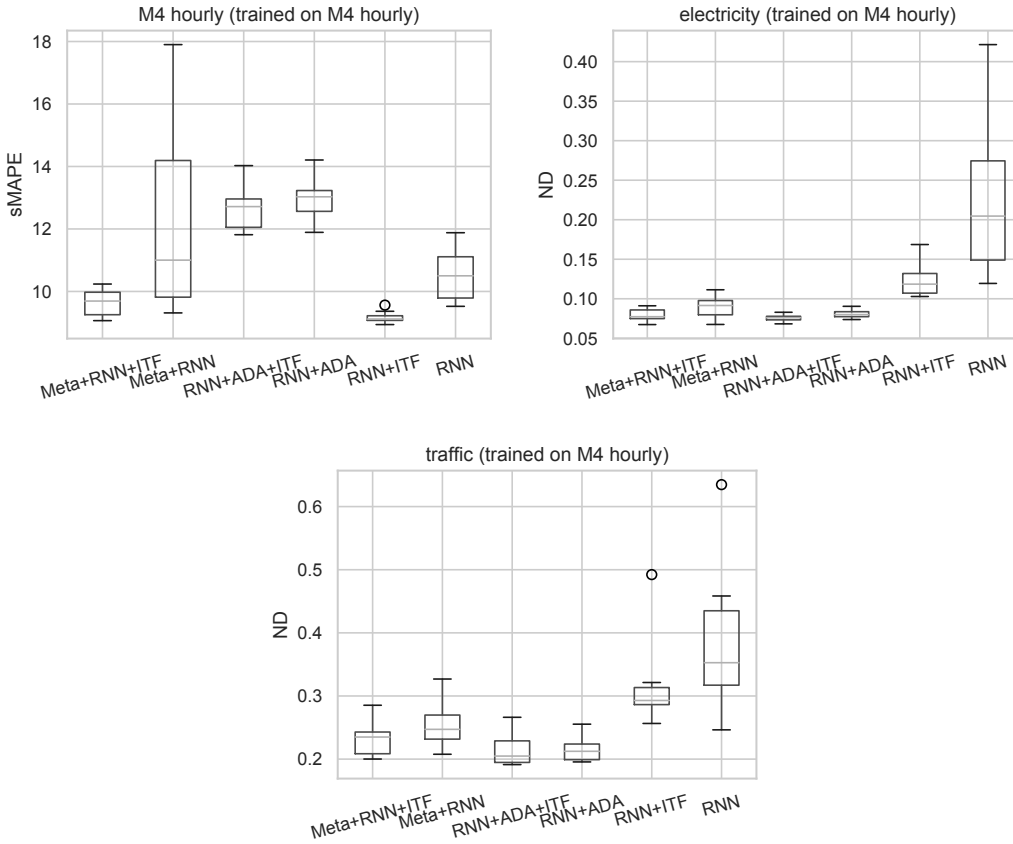 M4 hourly (trained on M4 hourly)
18
16
14
12
10
sMAPE
Meta+RNN+ITF
Meta+RNN
RNN+ADA+ITF
RNN+ADA
RNN+ITF
RNN
electricity (trained on M4 hourly)
0.40
0.35
0.30
0.25
0.20
0.15
0.10
0.05
ND
Meta+RNN+ITF
Meta+RNN
RNN+ADA+ITF
RNN+ADA
RNN+ITF
RNN
traffic (trained on M4 hourly)
0.6
0.5
0.4
0.3
0.2
ND
Meta+RNN+ITF
Meta+RNN
RNN+ADA+ITF
RNN+ADA
RNN+ITF
RNN